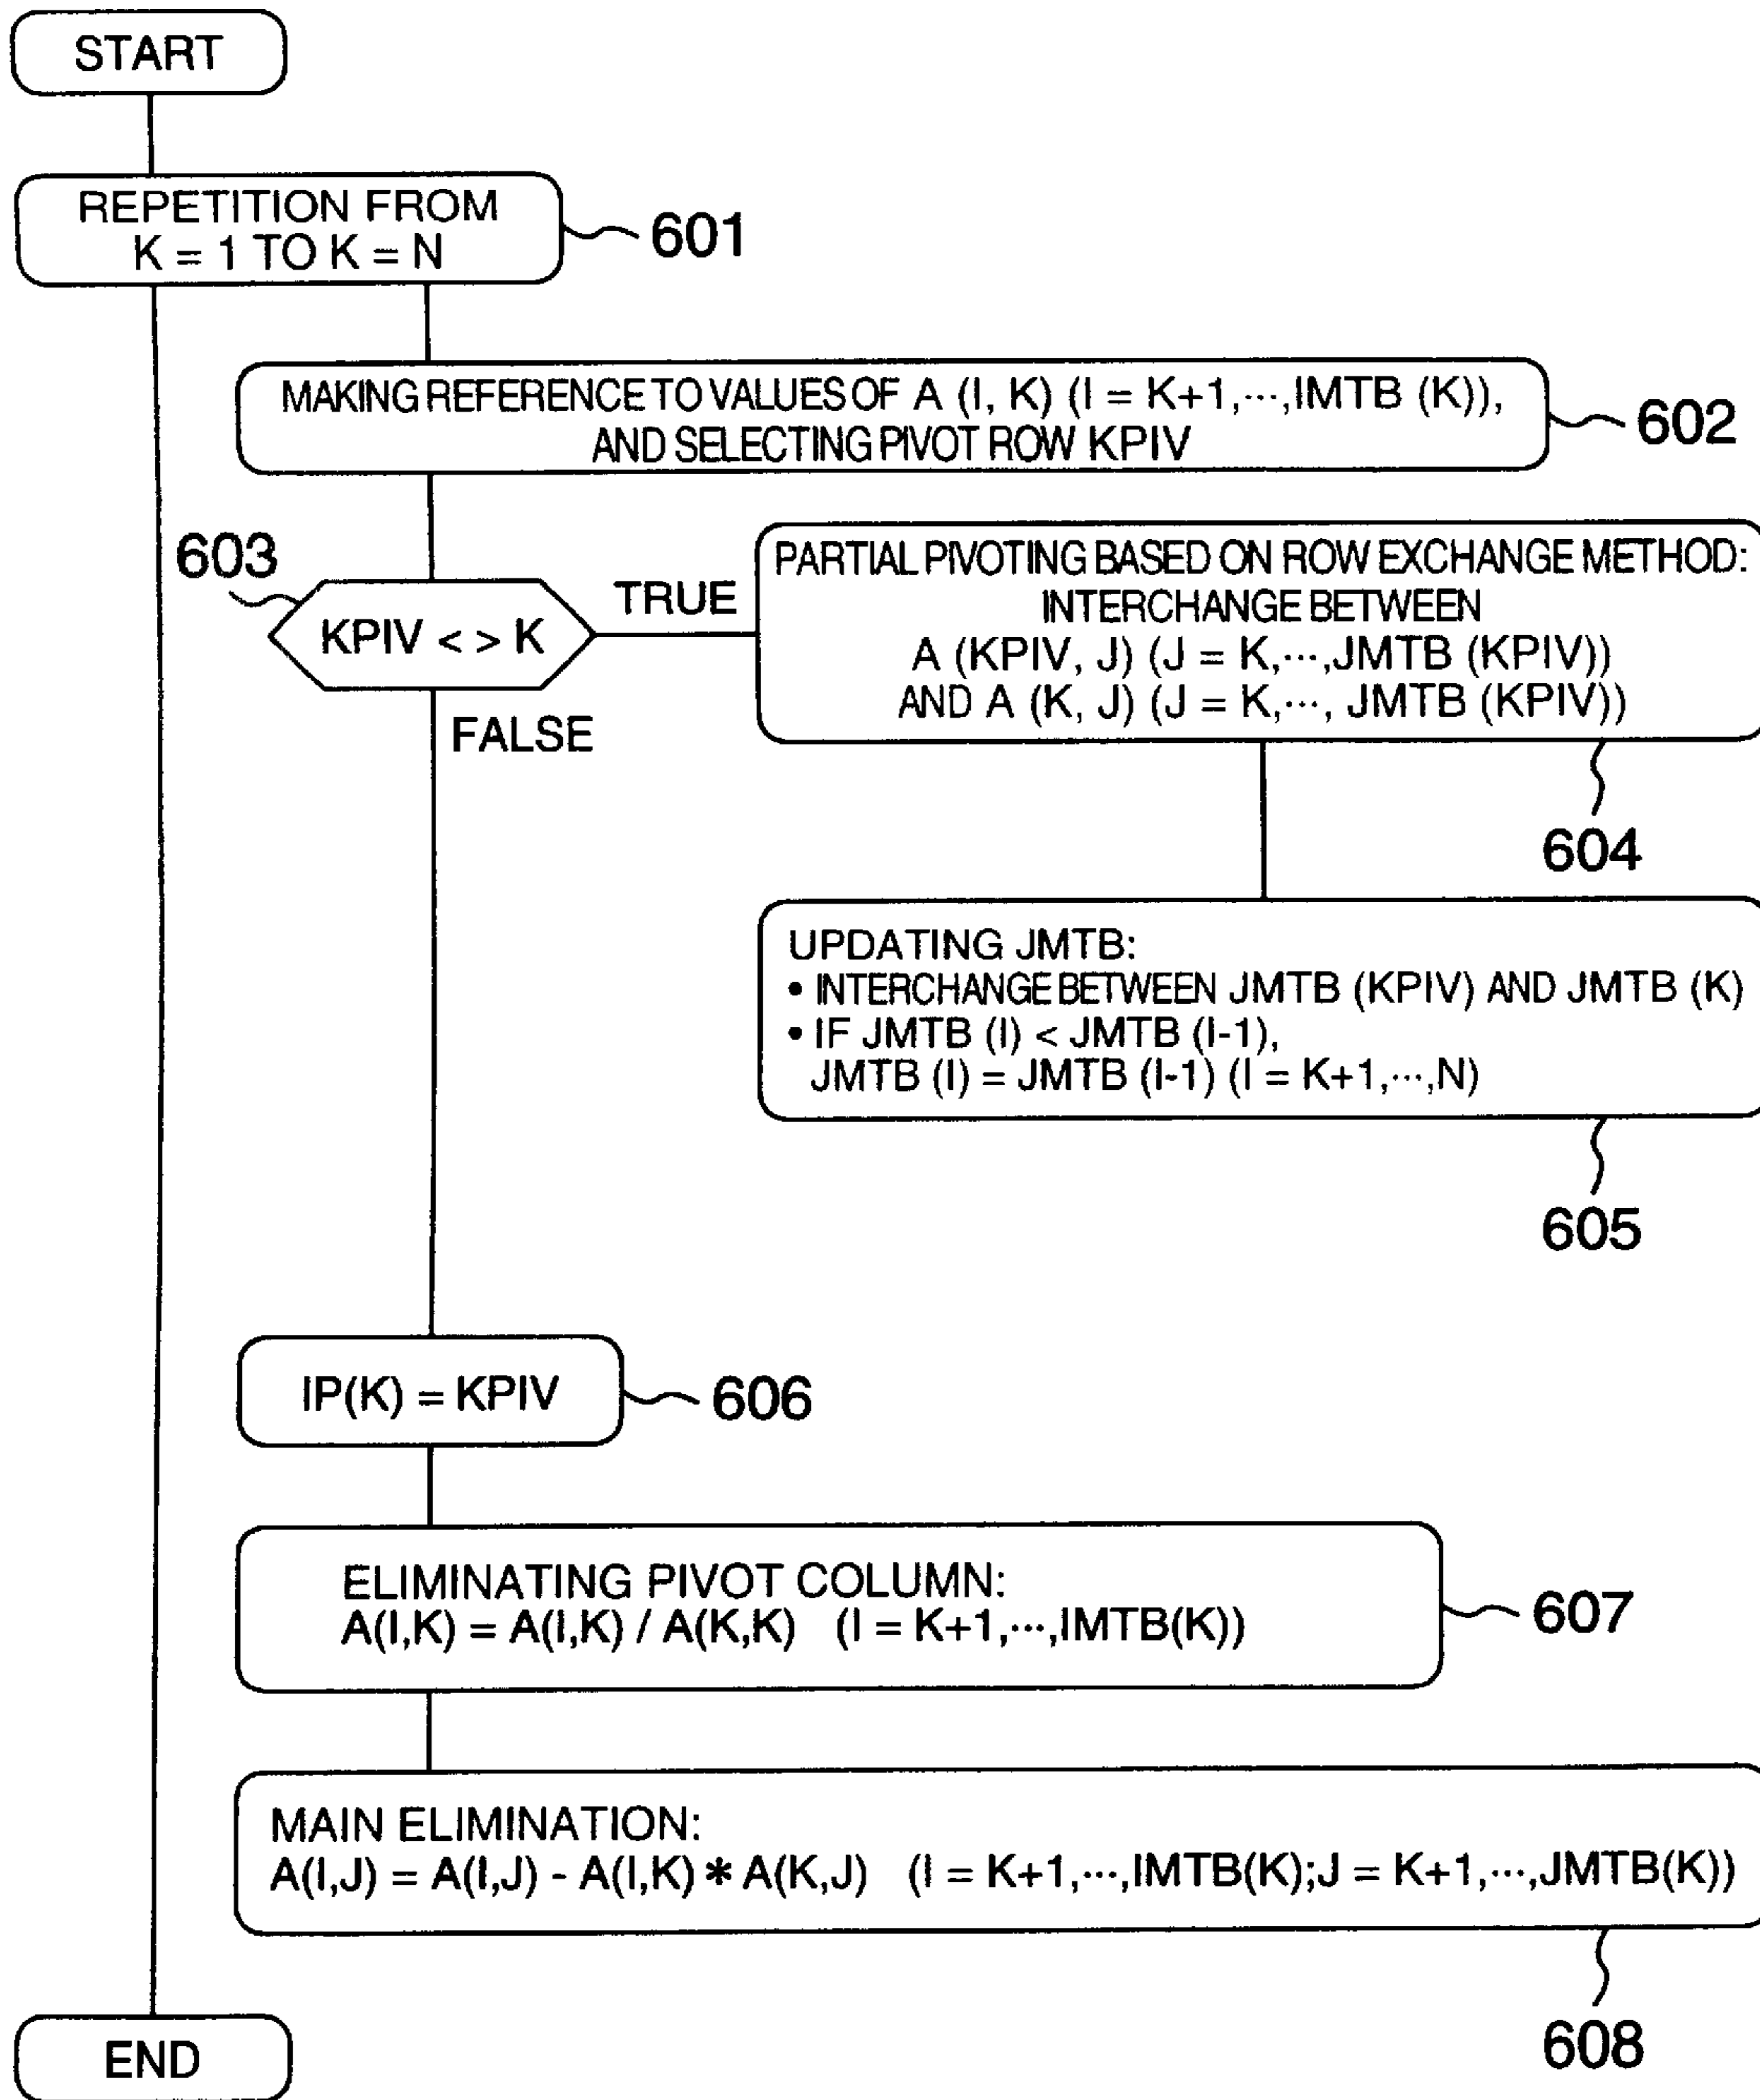 START
REPETITION FROM
K = 1 TO K = N
601
MAKING REFERENCE TO VALUES OF A (I, K) (I = K+1,···,IMTB (K)),
AND SELECTING PIVOT ROW KPIV
602
603
KPIV < > K
TRUE
FALSE
PARTIAL PIVOTING BASED ON ROW EXCHANGE METHOD:
INTERCHANGE BETWEEN
A (KPIV, J) (J = K,···,JMTB (KPIV))
AND A (K, J) (J = K,···, JMTB (KPIV))
604
UPDATING JMTB:
• INTERCHANGE BETWEEN JMTB (KPIV) AND JMTB (K)
• IF JMTB (I) < JMTB (I-1),
JMTB (I) = JMTB (I-1) (I = K+1,···,N)
605
IP(K) = KPIV
606
ELIMINATING PIVOT COLUMN:
A(I,K) = A(I,K) / A(K,K) (I = K+1,···,IMTB(K))
607
MAIN ELIMINATION:
A(I,J) = A(I,J) - A(I,K) * A(K,J) (I = K+1,···,IMTB(K);J = K+1,···,JMTB(K))
608
END